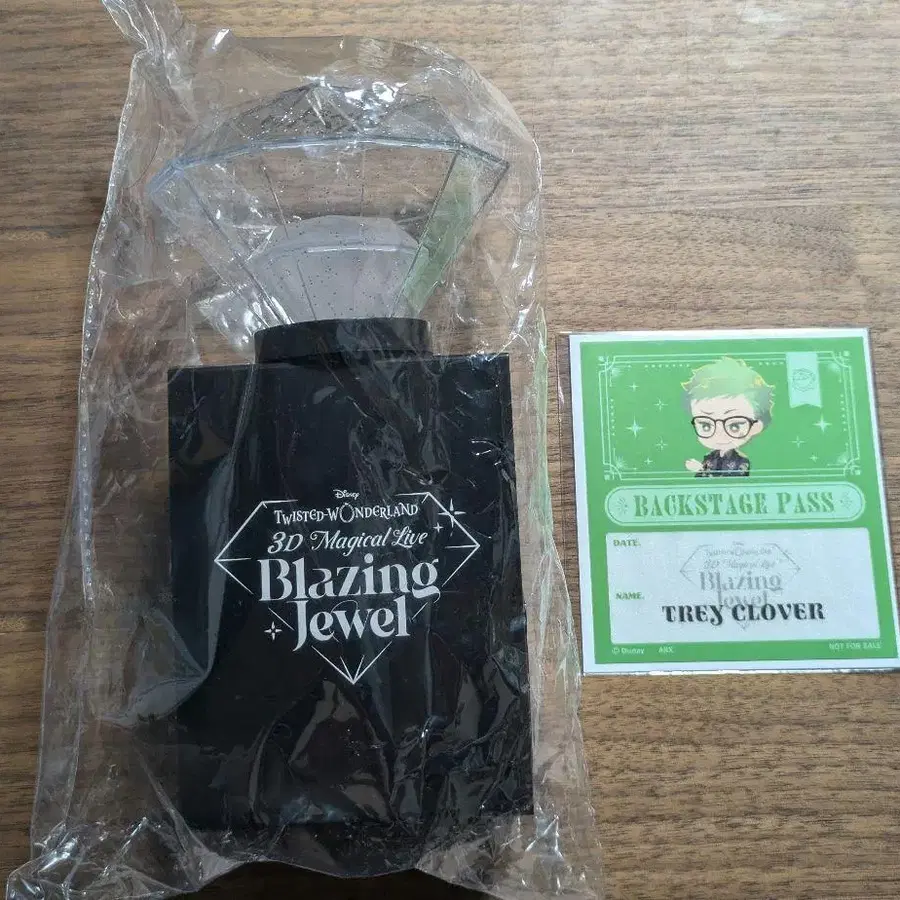 Disney
TWISTED-WONDERLAND
3D Magical Live
Blazing
Jewel
BACKSTAGE PASS
DATE.
TWISTED-WONDERLAND
3D Magical Live
Blazing
Jewel
NAME.
TREY CLOVER
© Disney
NOT FOR SALE